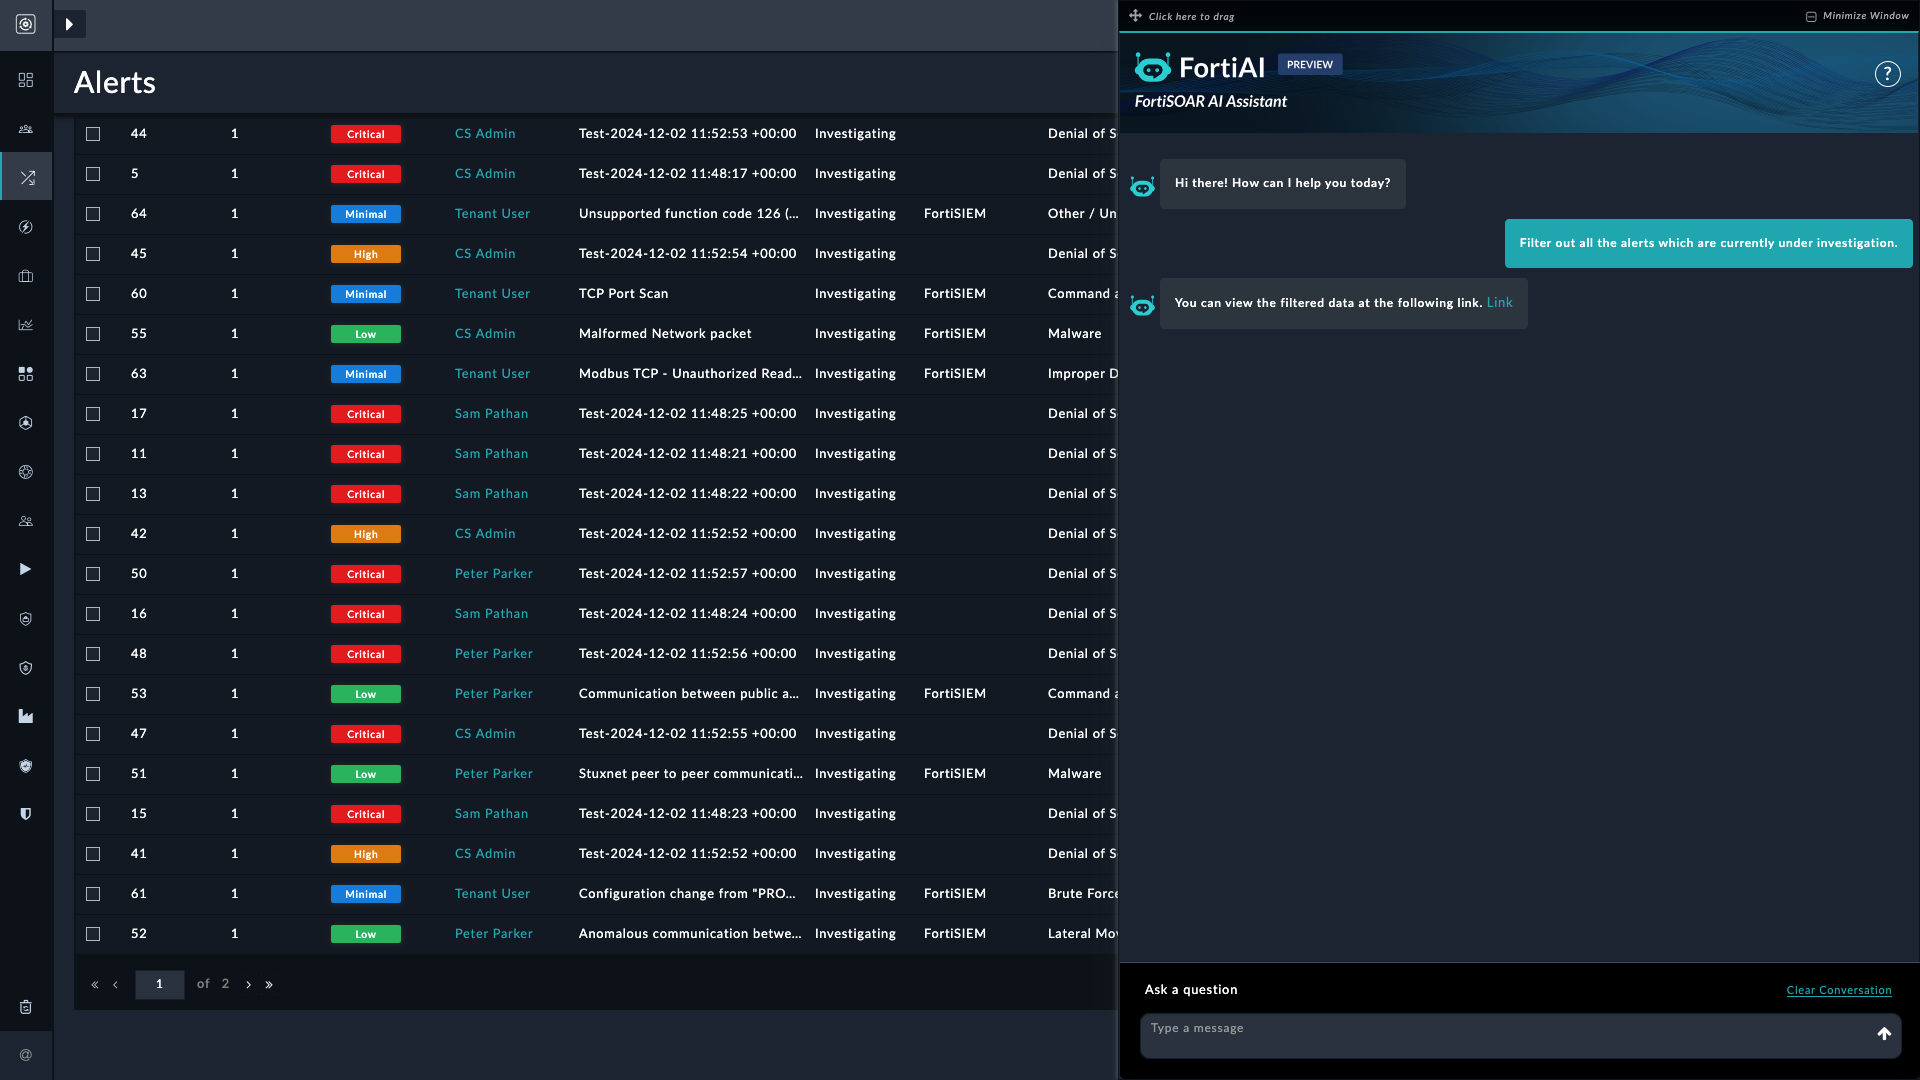 Click here to drag
Minimize Window
FortiAI PREVIEW
FortiSOAR AI Assistant
?
Alerts
44 1 Critical CS Admin Test-2024-12-02 11:52:53 +00:00 Investigating Denial of S
5 1 Critical CS Admin Test-2024-12-02 11:48:17 +00:00 Investigating Denial of S
64 1 Minimal Tenant User Unsupported function code 126 (... Investigating FortiSIEM Other / Un
45 1 High CS Admin Test-2024-12-02 11:52:54 +00:00 Investigating Denial of S
60 1 Minimal Tenant User TCP Port Scan Investigating FortiSIEM Command a
55 1 Low CS Admin Malformed Network packet Investigating FortiSIEM Malware
63 1 Minimal Tenant User Modbus TCP - Unauthorized Read... Investigating FortiSIEM Improper D
17 1 Critical Sam Pathan Test-2024-12-02 11:48:25 +00:00 Investigating Denial of S
11 1 Critical Sam Pathan Test-2024-12-02 11:48:21 +00:00 Investigating Denial of S
13 1 Critical Sam Pathan Test-2024-12-02 11:48:22 +00:00 Investigating Denial of S
42 1 High CS Admin Test-2024-12-02 11:52:52 +00:00 Investigating Denial of S
50 1 Critical Peter Parker Test-2024-12-02 11:52:57 +00:00 Investigating Denial of S
16 1 Critical Sam Pathan Test-2024-12-02 11:48:24 +00:00 Investigating Denial of S
48 1 Critical Peter Parker Test-2024-12-02 11:52:56 +00:00 Investigating Denial of S
53 1 Low Peter Parker Communication between public a... Investigating FortiSIEM Command a
47 1 Critical CS Admin Test-2024-12-02 11:52:55 +00:00 Investigating Denial of S
51 1 Low Peter Parker Stuxnet peer to peer communicati... Investigating FortiSIEM Malware
15 1 Critical Sam Pathan Test-2024-12-02 11:48:23 +00:00 Investigating Denial of S
41 1 High CS Admin Test-2024-12-02 11:52:52 +00:00 Investigating Denial of S
61 1 Minimal Tenant User Configuration change from "PRO... Investigating FortiSIEM Brute Force
52 1 Low Peter Parker Anomalous communication betwe... Investigating FortiSIEM Lateral Mov
« ‹ 1 of 2 › »
@
Hi there! How can I help you today?
Filter out all the alerts which are currently under investigation.
You can view the filtered data at the following link. Link
Ask a question
Clear Conversation
Type a message